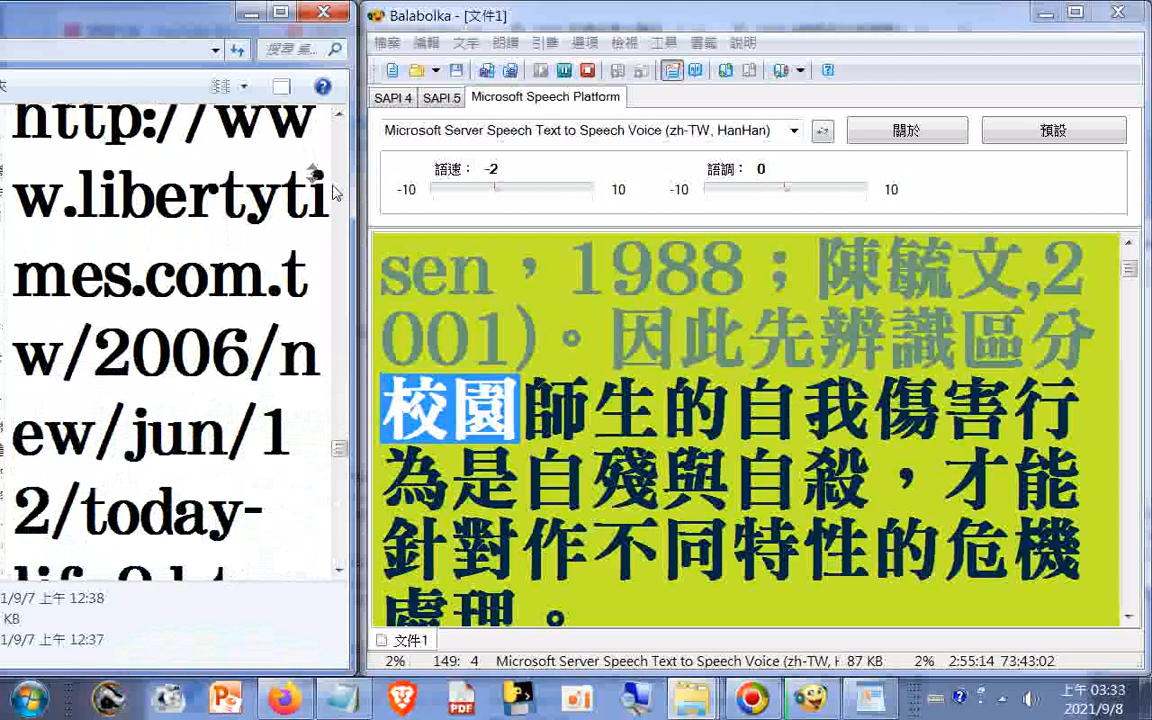 搜尋 桌...
http://ww
w.libertyti
mes.com.t
w/2006/n
ew/jun/1
2/today-
1/9/7 上午 12:38
KB
1/9/7 上午 12:37
Balabolka - [文件1]
檔案 編輯 文字 朗讀 引擎 選項 檢視 工具 書籤 說明
SAPI 4 SAPI 5 Microsoft Speech Platform
Microsoft Server Speech Text to Speech Voice (zh-TW, HanHan) 關於 預設
語速： -2 語調： 0
-10 10 -10 10
sen，1988；陳毓文,2
001)。因此先辨識區分
校園師生的自我傷害行
為是自殘與自殺，才能
針對作不同特性的危機
處理。
文件1
2% 149: 4 Microsoft Server Speech Text to Speech Voice (zh-TW, H 87 KB 2% 2:55:14 73:43:02
PDF
上午 03:33
2021/9/8